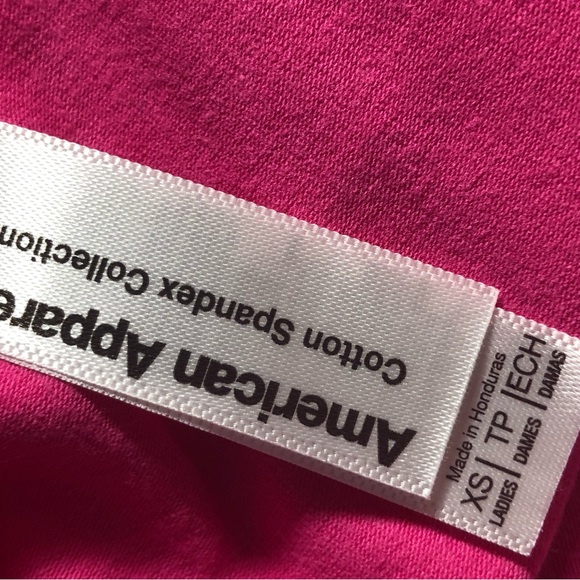 American Appare
Cotton Spandex Collection
Made in Honduras
XS | TP | ECH
LADIES | DAMES | DAMAS